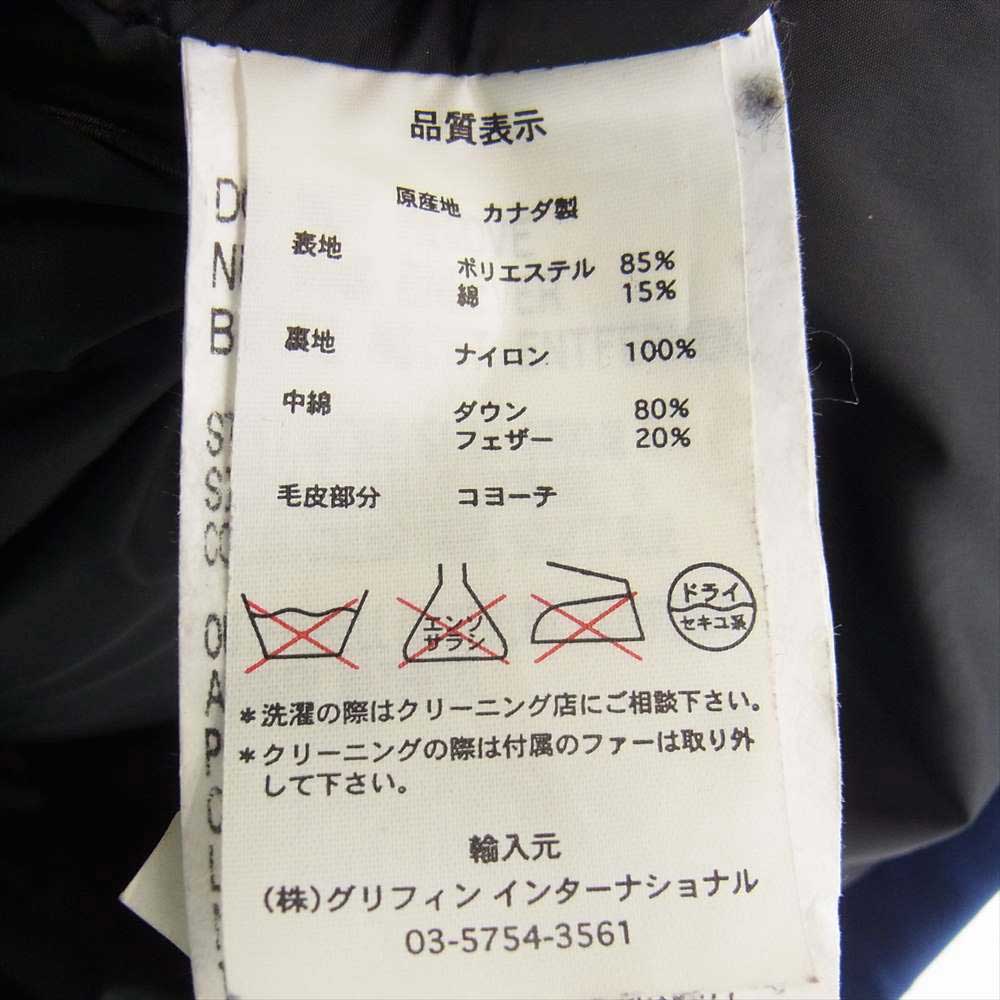 品質表示
原産地 カナダ製
表地 ポリエステル 85%
綿 15%
裏地 ナイロン 100%
中綿 ダウン 80%
フェザー 20%
毛皮部分 コヨーチ
エンソ
サラシ
ドライ
セキユ系
*洗濯の際はクリーニング店にご相談下さい。
*クリーニングの際は付属のファーは取り外
して下さい。
輸入元
(株)グリフィン インターナショナル
03-5754-3561